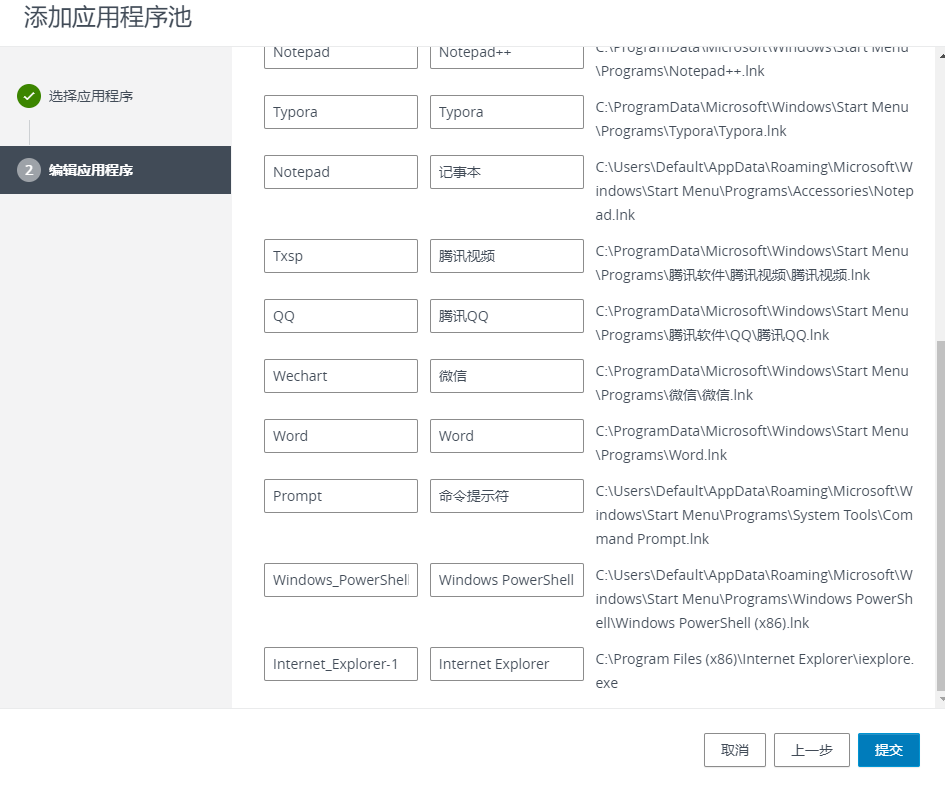 添加应用程序池
选择应用程序
2 编辑应用程序
Notepad Notepad++ C:\ProgramData\Microsoft\Windows\Start Menu
\Programs\Notepad++.lnk
Typora Typora C:\ProgramData\Microsoft\Windows\Start Menu
\Programs\Typora\Typora.lnk
Notepad 记事本 C:\Users\Default\AppData\Roaming\Microsoft\W
indows\Start Menu\Programs\Accessories\Notep
ad.lnk
Txsp 腾讯视频 C:\ProgramData\Microsoft\Windows\Start Menu
\Programs\腾讯软件\腾讯视频\腾讯视频.lnk
QQ 腾讯QQ C:\ProgramData\Microsoft\Windows\Start Menu
\Programs\腾讯软件\QQ\腾讯QQ.lnk
Wechart 微信 C:\ProgramData\Microsoft\Windows\Start Menu
\Programs\微信\微信.lnk
Word Word C:\ProgramData\Microsoft\Windows\Start Menu
\Programs\Word.lnk
Prompt 命令提示符 C:\Users\Default\AppData\Roaming\Microsoft\W
indows\Start Menu\Programs\System Tools\Com
mand Prompt.lnk
Windows_PowerShell Windows PowerShell C:\Users\Default\AppData\Roaming\Microsoft\W
indows\Start Menu\Programs\Windows PowerSh
ell\Windows PowerShell (x86).lnk
Internet_Explorer-1 Internet Explorer C:\Program Files (x86)\Internet Explorer\iexplore.
exe
取消 上一步 提交